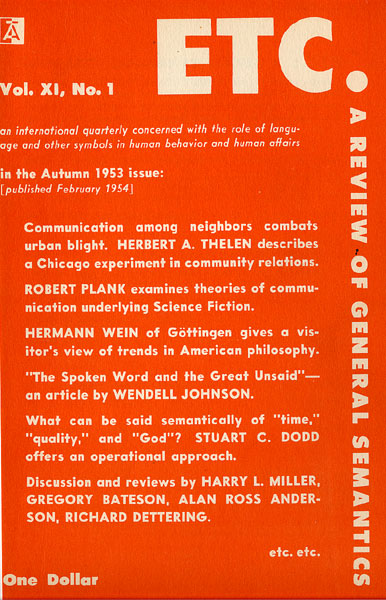 ETC.
A REVIEW OF GENERAL SEMANTICS
Vol. XI, No. 1
an international quarterly concerned with the role of langu-
age and other symbols in human behavior and human affairs
in the Autumn 1953 issue:
[published February 1954]
Communication among neighbors combats
urban blight. HERBERT A. THELEN describes
a Chicago experiment in community relations.
ROBERT PLANK examines theories of commu-
nication underlying Science Fiction.
HERMANN WEIN of Göttingen gives a vis-
itor's view of trends in American philosophy.
"The Spoken Word and the Great Unsaid"—
an article by WENDELL JOHNSON.
What can be said semantically of "time,"
"quality," and "God"? STUART C. DODD
offers an operational approach.
Discussion and reviews by HARRY L. MILLER,
GREGORY BATESON, ALAN ROSS ANDER-
SON, RICHARD DETTERING.
etc. etc.
One Dollar